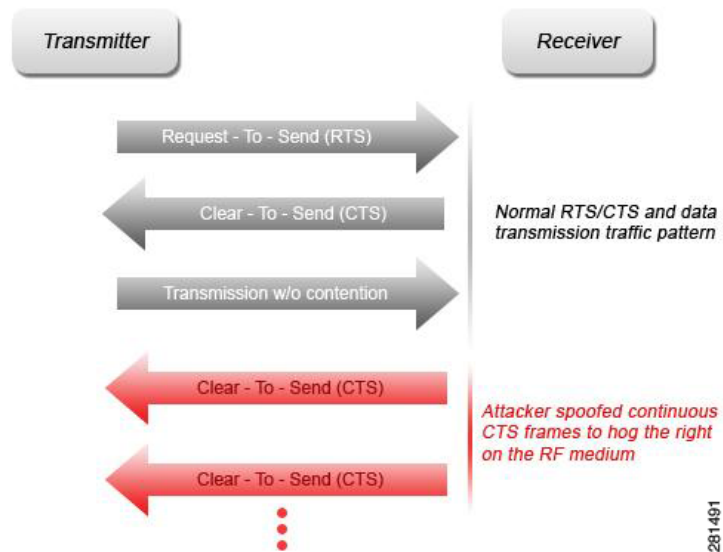 Transmitter
Receiver
Request - To - Send (RTS)
Clear - To - Send (CTS)
Normal RTS/CTS and data
transmission traffic pattern
Transmission w/o contention
Clear - To - Send (CTS)
Attacker spoofed continuous
CTS frames to hog the right
on the RF medium
Clear - To - Send (CTS)
281491